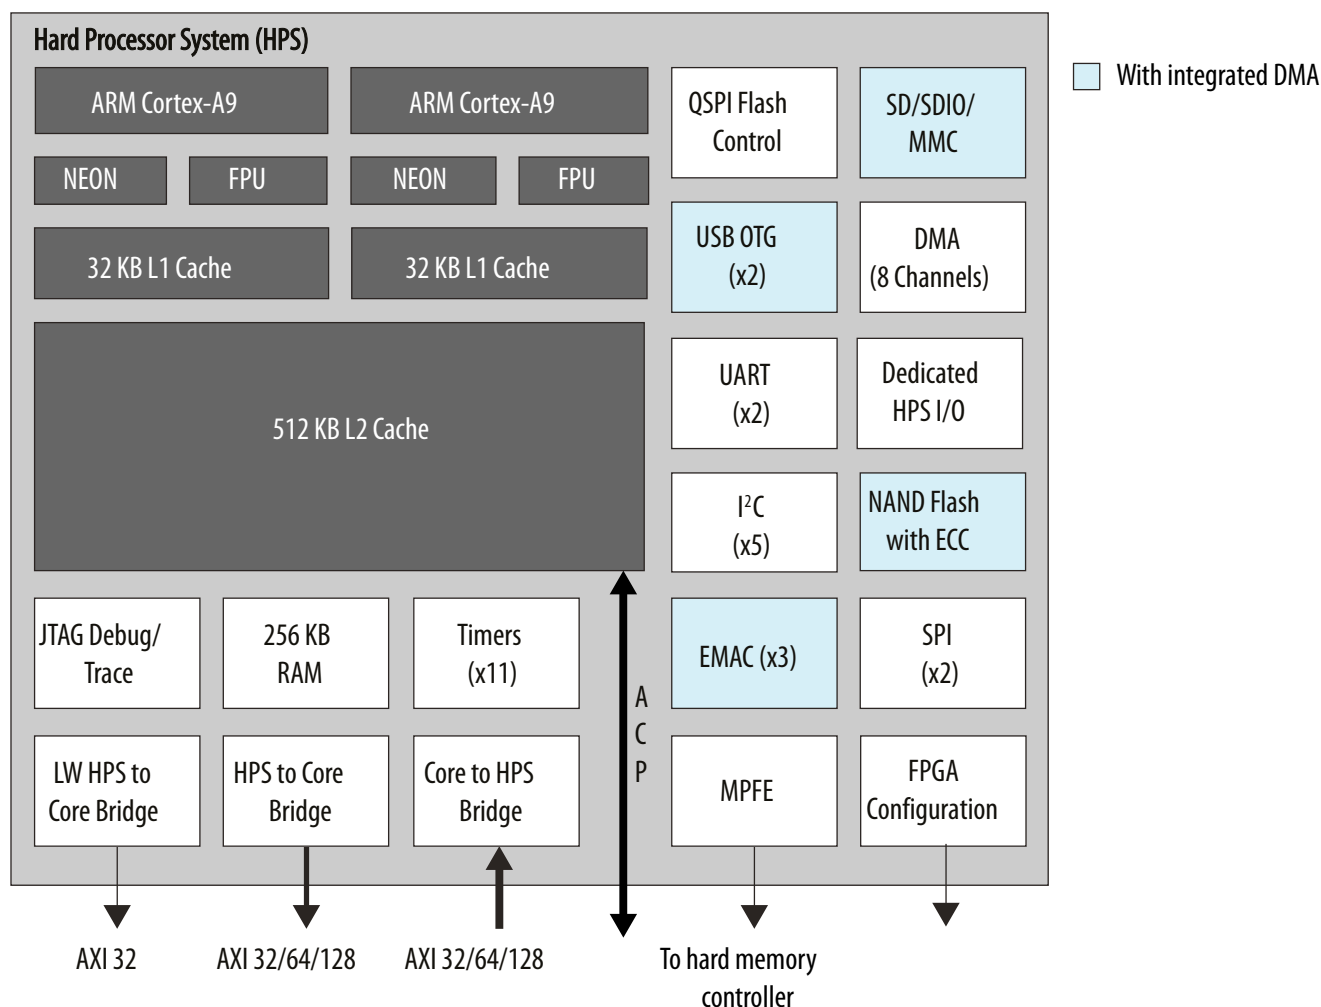 Hard Processor System (HPS)
With integrated DMA
ARM Cortex-A9
ARM Cortex-A9
QSPI Flash
Control
SD/SDIO/
MMC
NEON
FPU
NEON
FPU
32 KB L1 Cache
32 KB L1 Cache
USB OTG
(x2)
DMA
(8 Channels)
512 KB L2 Cache
UART
(x2)
Dedicated
HPS I/O
I²C
(x5)
NAND Flash
with ECC
JTAG Debug/
Trace
256 KB
RAM
Timers
(x11)
A
C
P
EMAC (x3)
SPI
(x2)
LW HPS to
Core Bridge
HPS to Core
Bridge
Core to HPS
Bridge
MPFE
FPGA
Configuration
AXI 32
AXI 32/64/128
AXI 32/64/128
To hard memory
controller